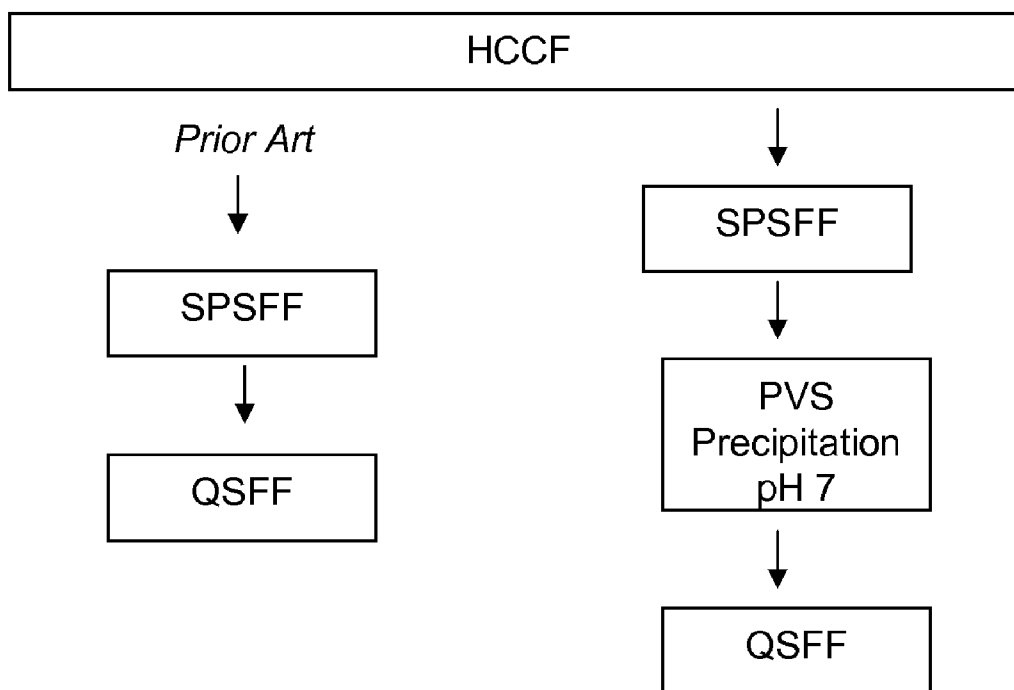 HCCF
Prior Art
SPSFF
QSFF
SPSFF
PVS
Precipitation
pH 7
QSFF